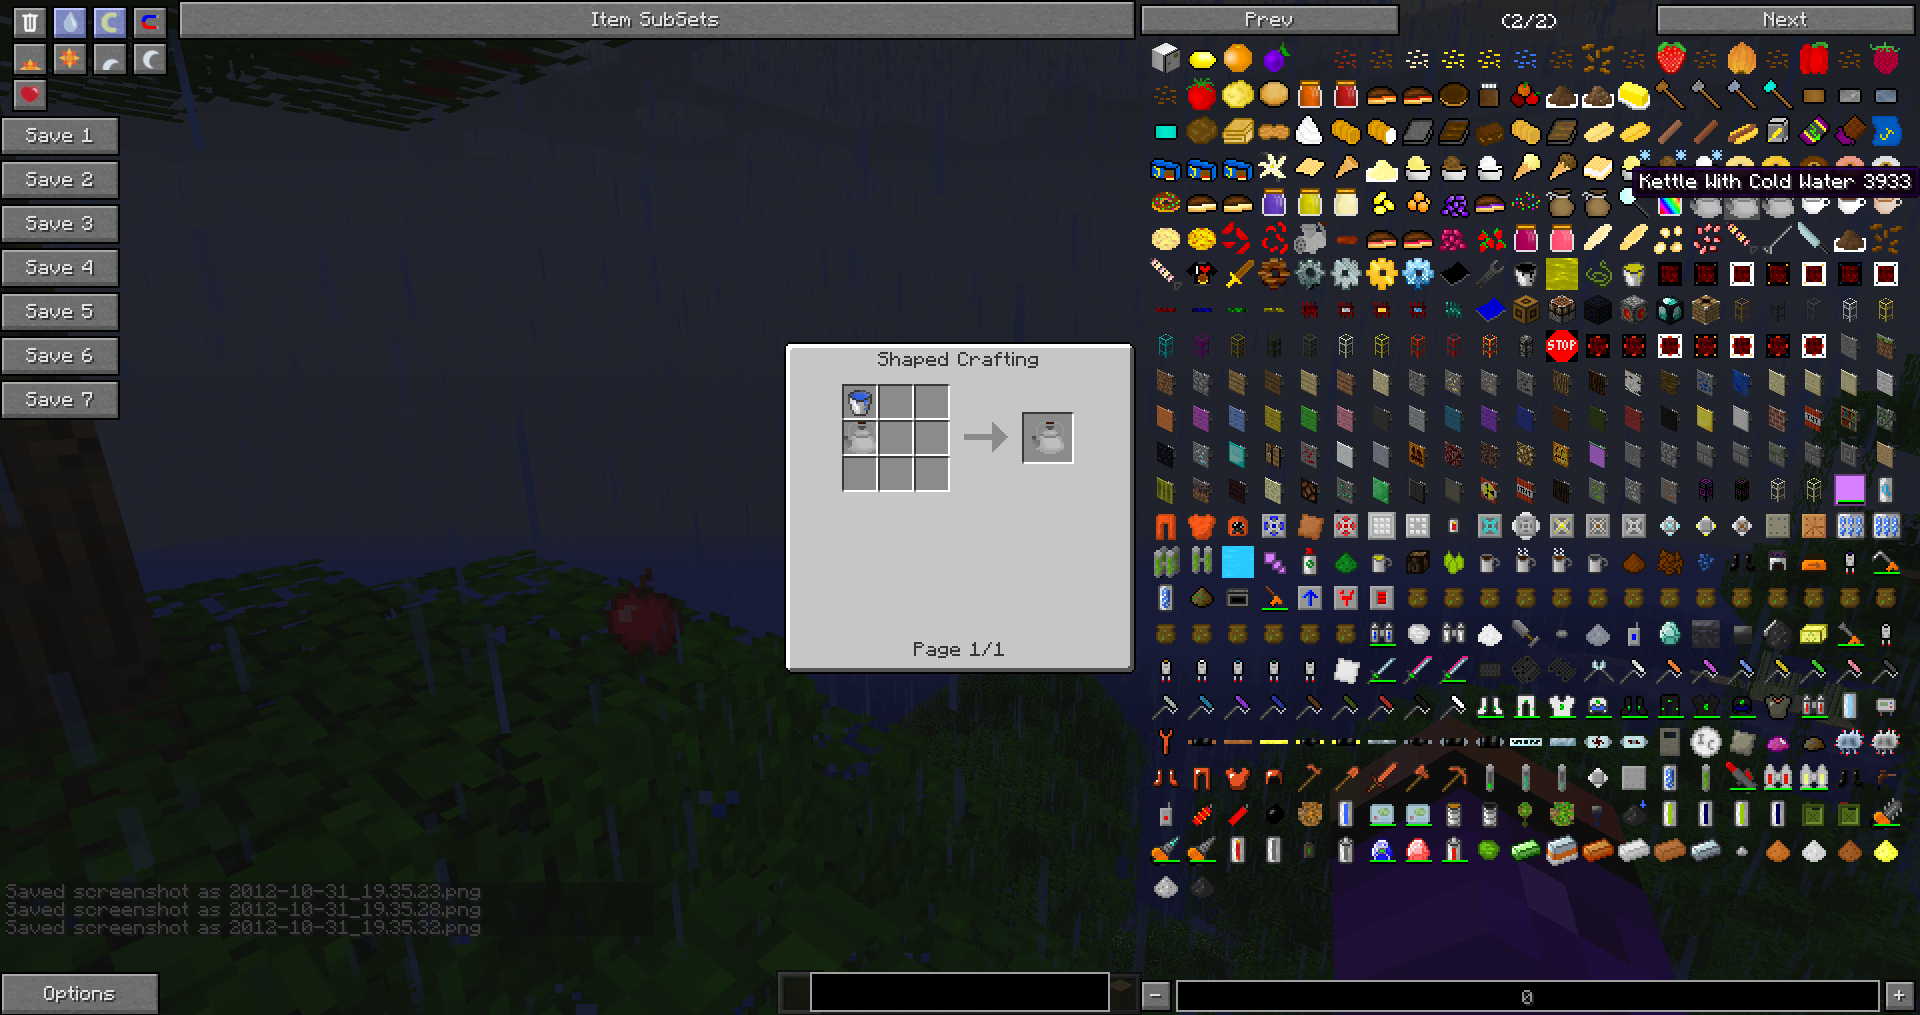 Item SubSets
Prev
(2/2)
Next
Save 1
Save 2
Save 3
Save 4
Save 5
Save 6
Save 7
Kettle With Cold Water 3933
STOP
Shaped Crafting
Page 1/1
Saved screenshot as 2012-10-31_19.35.23.png
Saved screenshot as 2012-10-31_19.35.28.png
Saved screenshot as 2012-10-31_19.35.32.png
Options
-
0
+